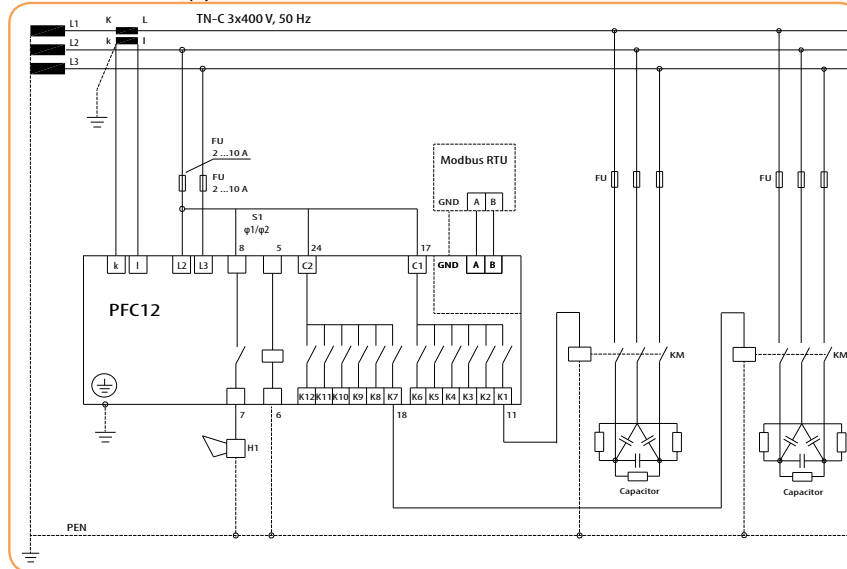 TN-C 3x400 V, 50 Hz
L1
K
L
L2
k
l
L3
FU
2 ...10 A
FU
2 ...10 A
Modbus RTU
GND
A
B
FU
FU
S1
φ1/φ2
8
5
24
17
k
l
L2
L3
C2
C1
GND
A
B
PFC12
KM
KM
K12
K11
K10
K9
K8
K7
K6
K5
K4
K3
K2
K1
7
6
18
11
H1
Capacitor
Capacitor
PEN